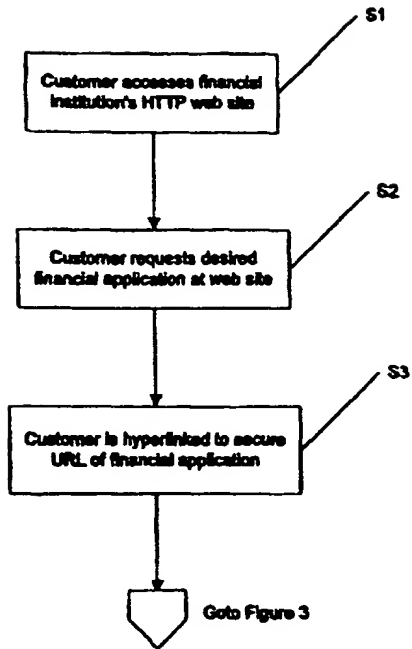 S1
Customer accesses financial
institution's HTTP web site
S2
Customer requests desired
financial application at web site
S3
Customer is hyperlinked to secure
URL of financial application
Goto Figure 3